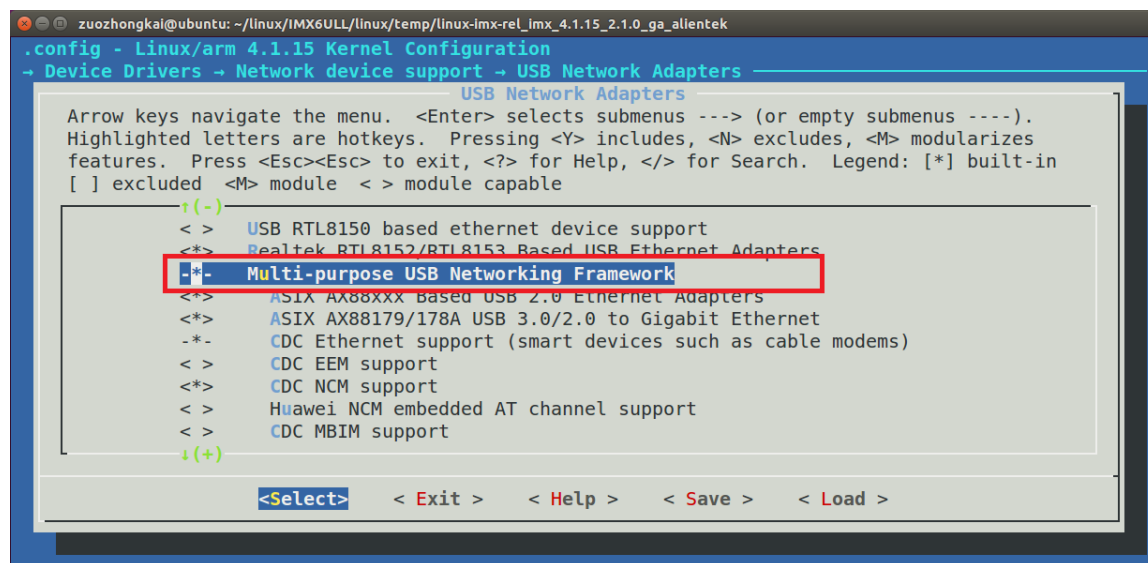 zuozhongkai@ubuntu: ~/linux/IMX6ULL/linux/temp/linux-imx-rel_imx_4.1.15_2.1.0_ga_alientek
.config - Linux/arm 4.1.15 Kernel Configuration
→ Device Drivers → Network device support → USB Network Adapters
USB Network Adapters
Arrow keys navigate the menu.  <Enter> selects submenus ---> (or empty submenus ----).
Highlighted letters are hotkeys.  Pressing <Y> includes, <N> excludes, <M> modularizes
features.  Press <Esc><Esc> to exit, <?> for Help, </> for Search.  Legend: [*] built-in
[ ] excluded  <M> module  < > module capable
↑(-)
< >   USB RTL8150 based ethernet device support
<*>   Realtek RTL8152/RTL8153 Based USB Ethernet Adapters
-*-   Multi-purpose USB Networking Framework
<*>     ASIX AX88xxx Based USB 2.0 Ethernet Adapters
<*>     ASIX AX88179/178A USB 3.0/2.0 to Gigabit Ethernet
-*-     CDC Ethernet support (smart devices such as cable modems)
< >     CDC EEM support
<*>     CDC NCM support
< >     Huawei NCM embedded AT channel support
< >     CDC MBIM support
↓(+)
<Select>    < Exit >    < Help >    < Save >    < Load >